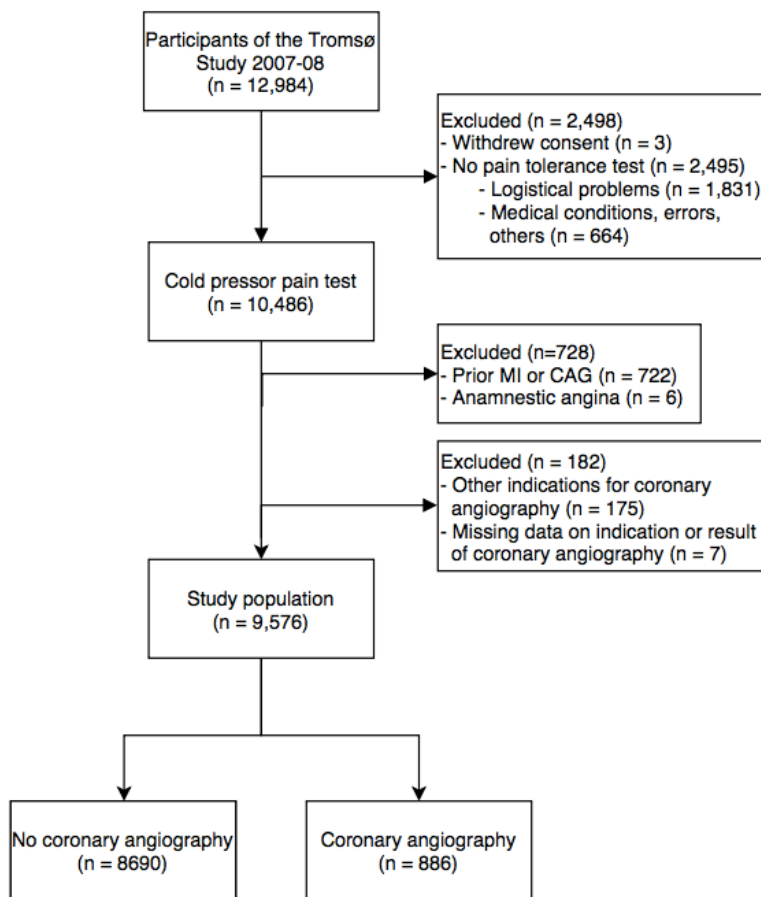 Participants of the Tromsø
Study 2007-08
(n = 12,984)
Excluded (n = 2,498)
- Withdrew consent (n = 3)
- No pain tolerance test (n = 2,495)
- Logistical problems (n = 1,831)
- Medical conditions, errors,
others (n = 664)
Cold pressor pain test
(n = 10,486)
Excluded (n=728)
- Prior MI or CAG (n = 722)
- Anamnestic angina (n = 6)
Excluded (n = 182)
- Other indications for coronary
angiography (n = 175)
- Missing data on indication or result
of coronary angiography (n = 7)
Study population
(n = 9,576)
No coronary angiography
(n = 8690)
Coronary angiography
(n = 886)